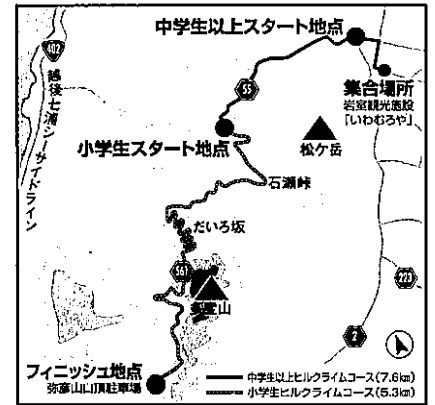 中学生以上スタート地点
402
越後七浦シーサイドライン
55
集合場所
岩室観光施設
「いわむろや」
小学生スタート地点
松ケ岳
石瀬峠
だいろ坂
561
多宝山
223
2
フィニッシュ地点
弥彦山山頂駐車場
中学生以上ヒルクライムコース(7.6km)
小学生ヒルクライムコース(5.3km)